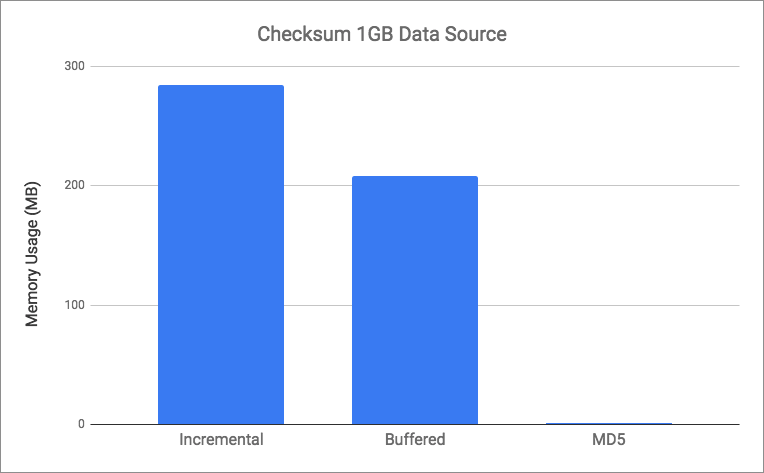 Checksum 1GB Data Source
Memory Usage (MB)
300
200
100
0
Incremental
Buffered
MD5